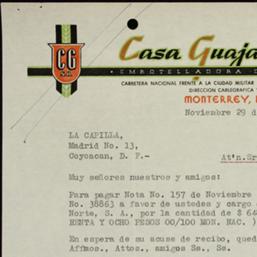 CG
S.A.
Casa Guaja
EMBOTELLADORA
CARRETERA NACIONAL FRENTE A LA CIUDAD MILITAR
DIRECCION CABLEGRAFICA
MONTERREY,
Noviembre 29 d
LA CAPILLA,
Madrid No. 13,
Coyoacan, D. F.-
At'n.Sr
Muy señores nuestros y amigos:
Para pagar Nota No. 157 de Noviembre
No. 38863 a favor de ustedes y cargo
Norte, S. A., por la cantidad de $ 64
RENTA Y OCHO PESOS 00/100 MON. NAC. )
En espera de su acuse de recibo, qued
Affmos., Attos., amigos Ss., Ss.